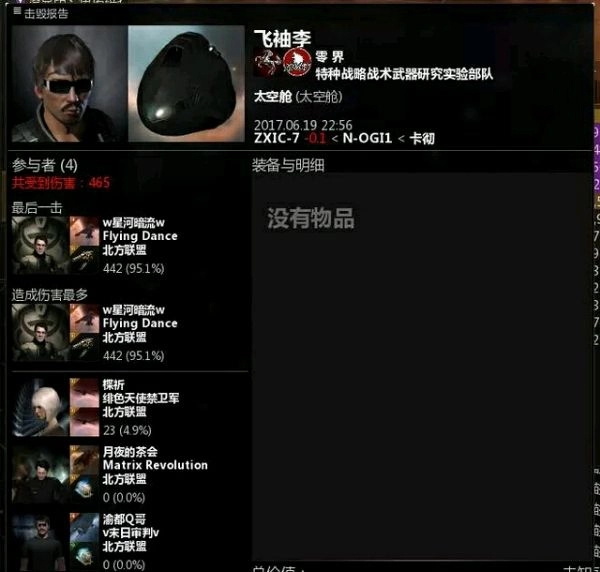 击毁报告
飞袖李
零 界
特种战略战术武器研究实验部队
太空舱 (太空舱)
2017.06.19 22:56
ZXIC-7 -0.1 < N-OGI1 < 卡彻
参与者 (4)
共受到伤害：465
最后一击
w星河暗流w
Flying Dance
北方联盟
442 (95.1%)
造成伤害最多
w星河暗流w
Flying Dance
北方联盟
442 (95.1%)
楪祈
绯色天使禁卫军
北方联盟
23 (4.9%)
月夜的茶会
Matrix Revolution
北方联盟
0 (0.0%)
渝都Q哥
v末日审判v
北方联盟
0 (0.0%)
装备与明细
没有物品